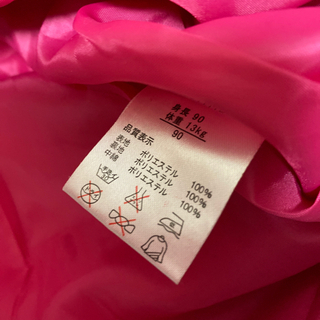 身長 90
体重 13kg
90
品質表示
表地 ポリエステル 100%
裏地 ポリエステル 100%
中綿 ポリエステル 100%